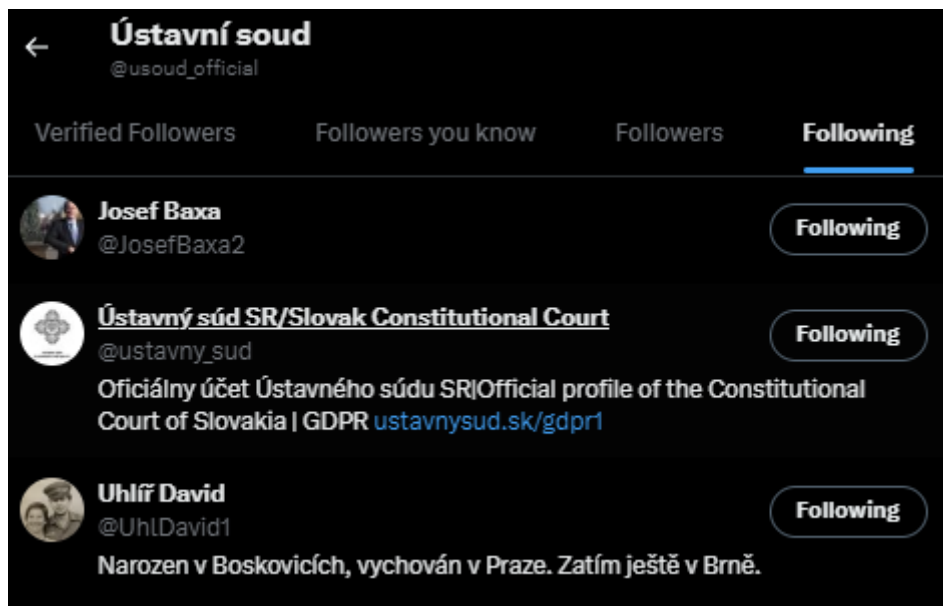 Ústavní soud
@usoud_official
Verified Followers Followers you know Followers Following
Josef Baxa
@JosefBaxa2
Following
Ústavný súd SR/Slovak Constitutional Court
@ustavny_sud
Following
Oficiálny účet Ústavného súdu SR|Official profile of the Constitutional
Court of Slovakia | GDPR ustavnysud.sk/gdpr1
Uhlíř David
@UhlDavid1
Following
Narozen v Boskovicích, vychován v Praze. Zatím ještě v Brně.